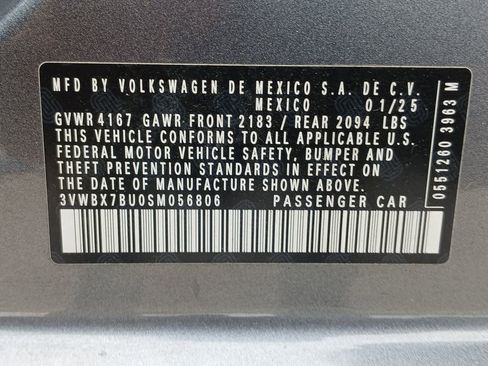 MFD BY VOLKSWAGEN DE MEXICO S.A. DE C.V.
MEXICO 01/25
GVWR 4167 GAWR FRONT 2183 / REAR 2094 LBS
THIS VEHICLE CONFORMS TO ALL APPLICABLE U.S.
FEDERAL MOTOR VEHICLE SAFETY, BUMPER AND
THEFT PREVENTION STANDARDS IN EFFECT ON THE
DATE OF MANUFACTURE SHOWN ABOVE.
3VWBX7BU0SM056806 PASSENGER CAR
0551260 3963 M